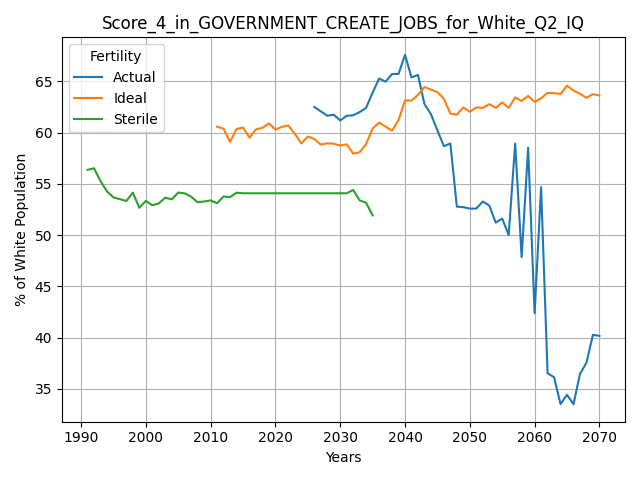 Score_4_in_GOVERNMENT_CREATE_JOBS_for_White_Q2_IQ
Fertility
Actual
Ideal
Sterile
% of White Population
65
60
55
50
45
40
35
1990 2000 2010 2020 2030 2040 2050 2060 2070
Years